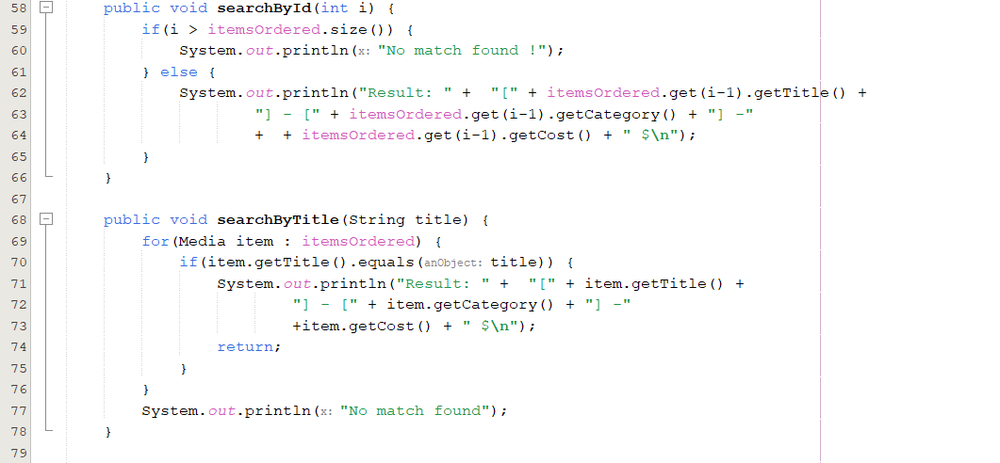 58 public void searchById(int i) {
59 if(i > itemsOrdered.size()) {
60 System.out.println(x: "No match found !");
61 } else {
62 System.out.println("Result: " + "[" + itemsOrdered.get(i-1).getTitle() +
63 "] - [" + itemsOrdered.get(i-1).getCategory() + "] -"
64 + + itemsOrdered.get(i-1).getCost() + " $\n");
65 }
66 }
67
68 public void searchByTitle(String title) {
69 for(Media item : itemsOrdered) {
70 if(item.getTitle().equals(anObject: title)) {
71 System.out.println("Result: " + "[" + item.getTitle() +
72 "] - [" + item.getCategory() + "] -"
73 +item.getCost() + " $\n");
74 return;
75 }
76 }
77 System.out.println(x: "No match found");
78 }
79